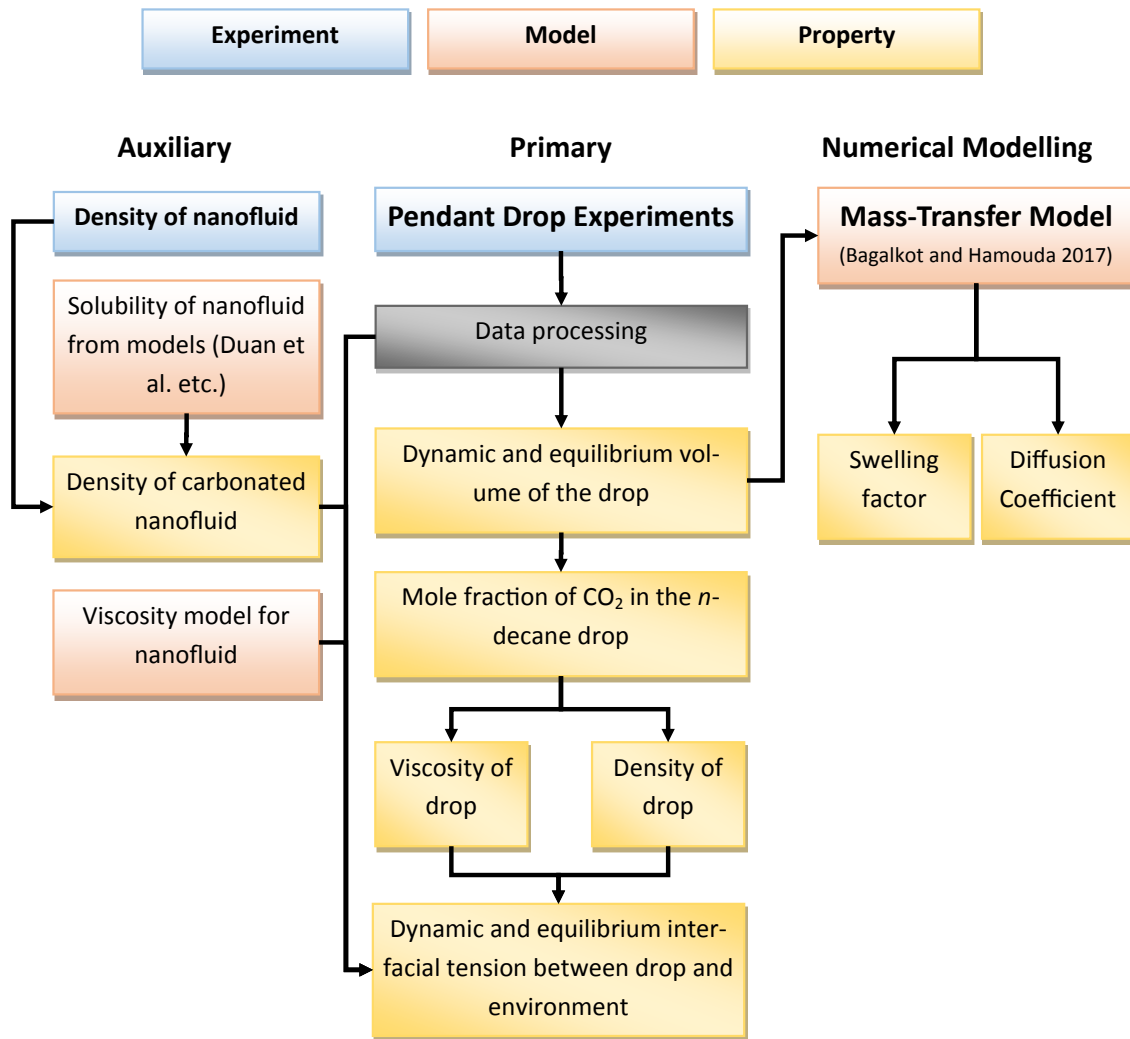 Experiment
Model
Property
Auxiliary
Primary
Numerical Modelling
Density of nanofluid
Solubility of nanofluid
from models (Duan et
al. etc.)
Density of carbonated
nanofluid
Viscosity model for
nanofluid
Pendant Drop Experiments
Data processing
Dynamic and equilibrium vol-
ume of the drop
Mole fraction of CO₂ in the n-
decane drop
Viscosity of
drop
Density of
drop
Dynamic and equilibrium inter-
facial tension between drop and
environment
Mass-Transfer Model
(Bagalkot and Hamouda 2017)
Swelling
factor
Diffusion
Coefficient